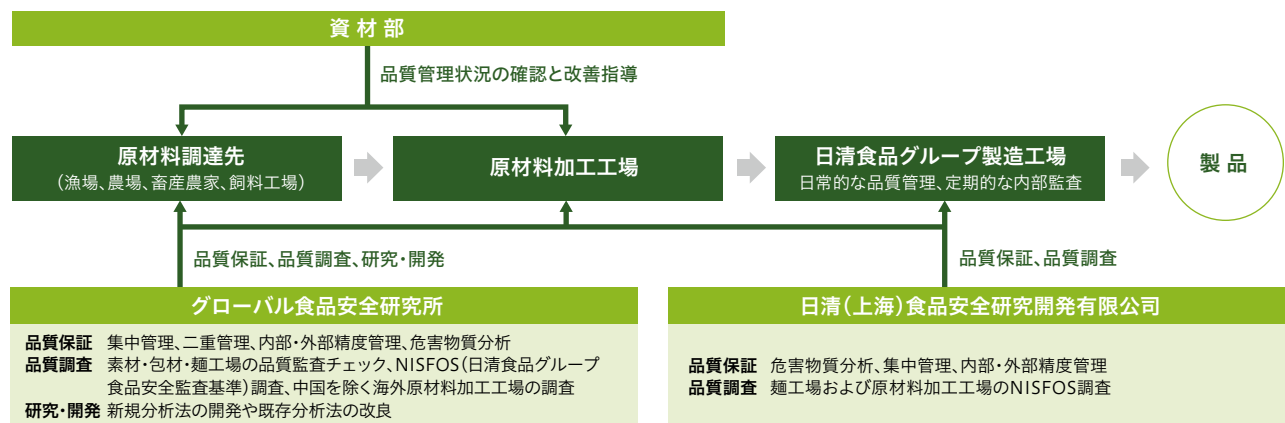 資材部
品質管理状況の確認と改善指導
原材料調達先
(漁場、農場、畜産農家、飼料工場)
原材料加工工場
日清食品グループ製造工場
日常的な品質管理、定期的な内部監査
製品
品質保証、品質調査、研究・開発
品質保証、品質調査
グローバル食品安全研究所
品質保証 集中管理、二重管理、内部・外部精度管理、危害物質分析
品質調査 素材・包材・麺工場の品質監査チェック、NISFOS(日清食品グループ
食品安全監査基準)調査、中国を除く海外原材料加工工場の調査
研究・開発 新規分析法の開発や既存分析法の改良
日清(上海)食品安全研究開発有限公司
品質保証 危害物質分析、集中管理、内部・外部精度管理
品質調査 麺工場および原材料加工工場のNISFOS調査